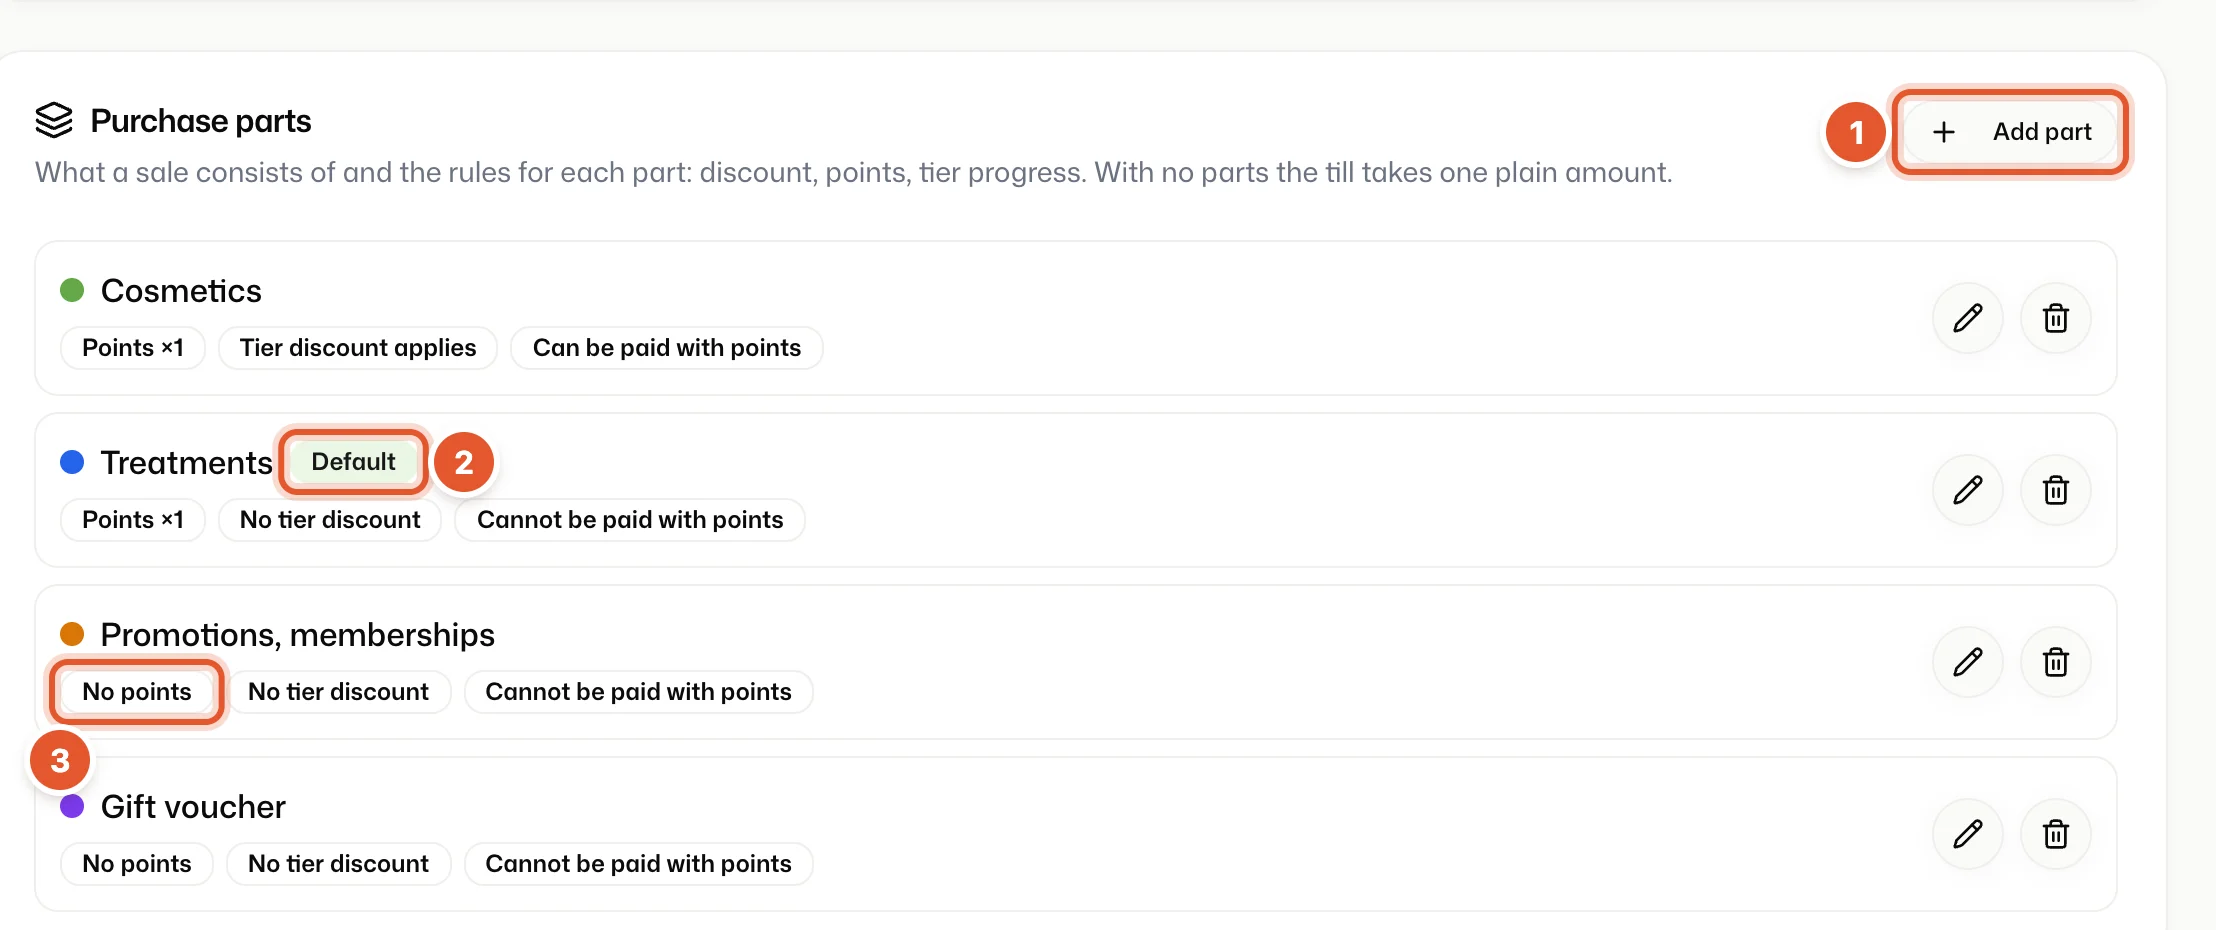 Purchase parts
What a sale consists of and the rules for each part: discount, points, tier progress. With no parts the till takes one plain amount.
1
+ Add part
Cosmetics
Points ×1
Tier discount applies
Can be paid with points
Treatments
Default
2
Points ×1
No tier discount
Cannot be paid with points
Promotions, memberships
No points
No tier discount
Cannot be paid with points
3
Gift voucher
No points
No tier discount
Cannot be paid with points